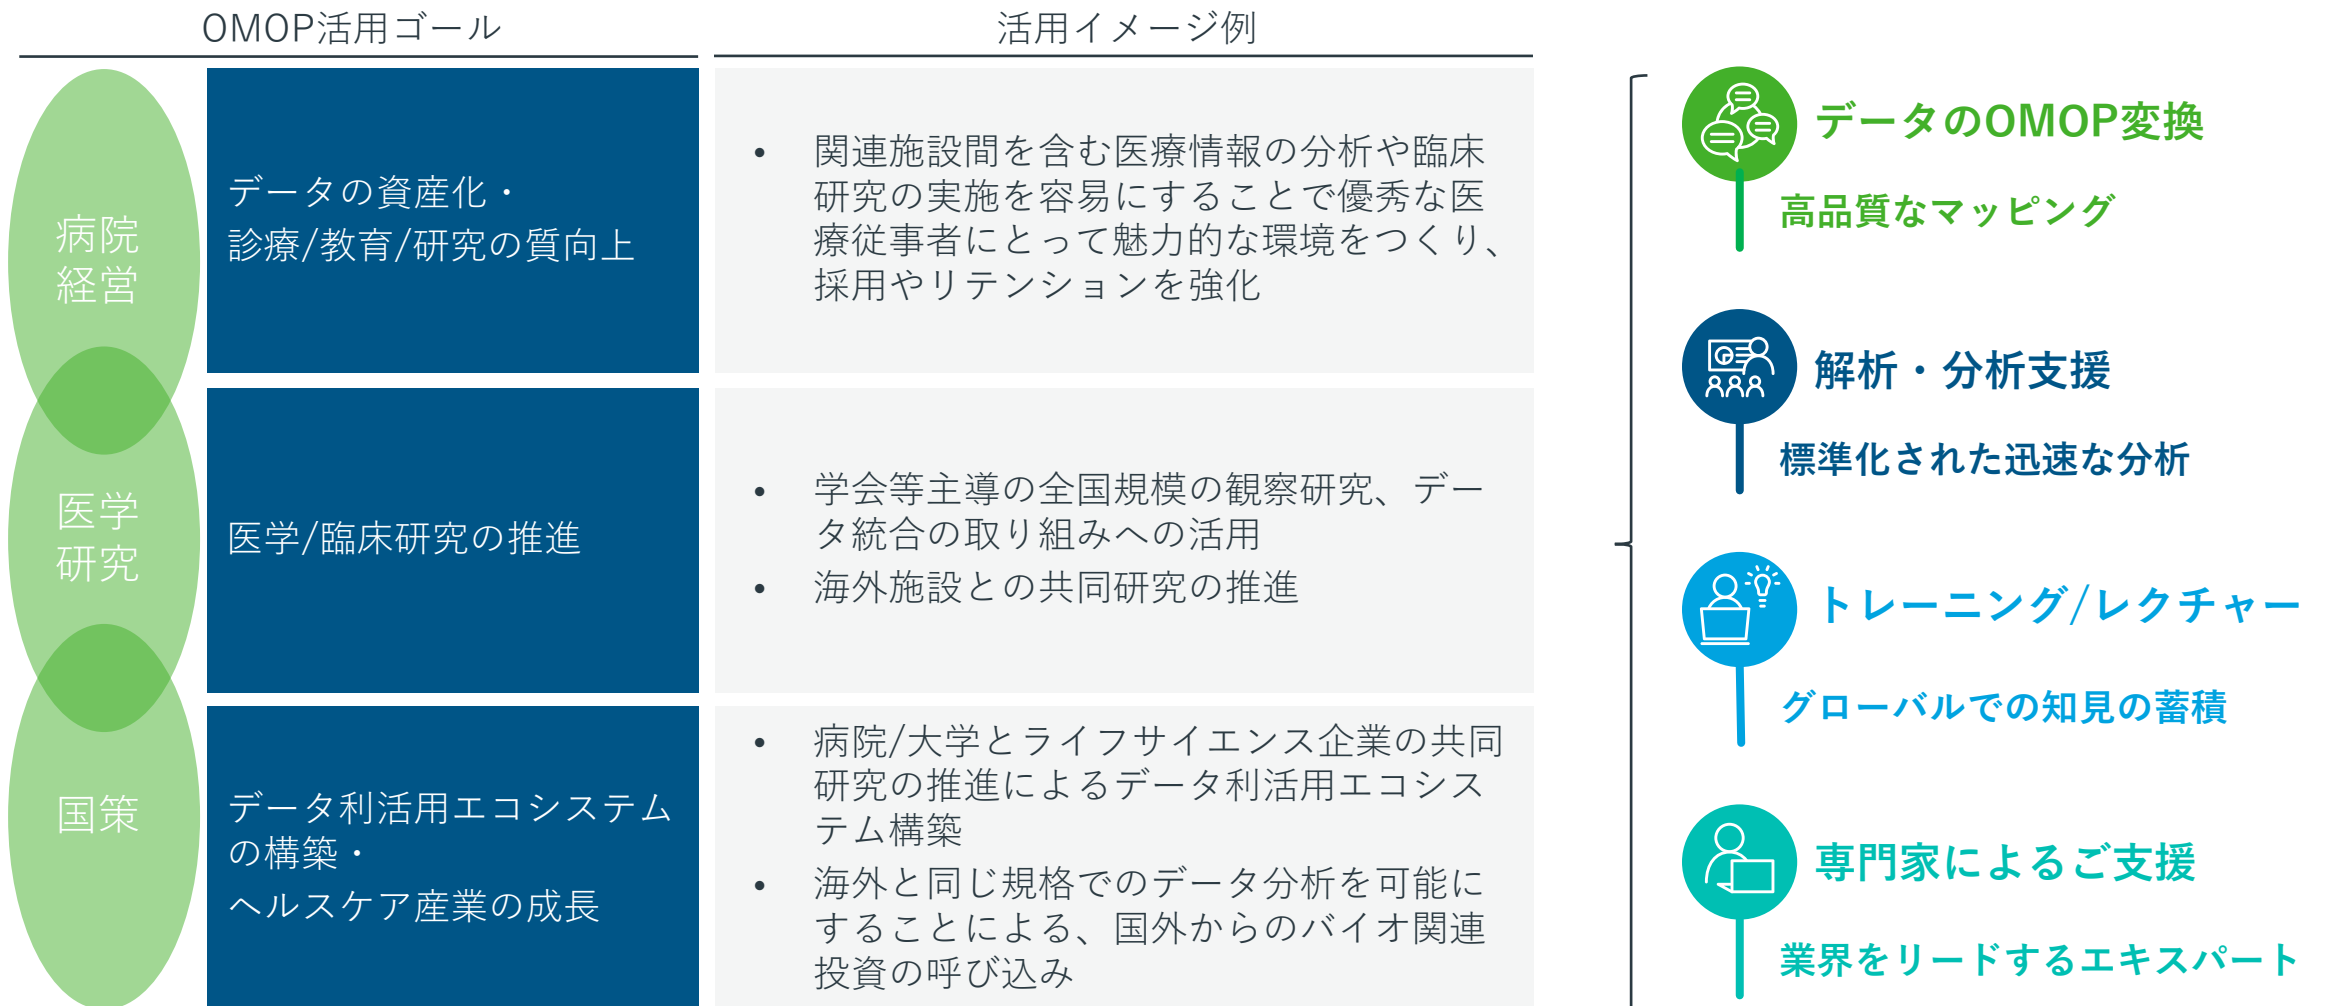 OMOP活用ゴール
活用イメージ例
病院
経営
データの資産化・
診療/教育/研究の質向上
• 関連施設間を含む医療情報の分析や臨床
研究の実施を容易にすることで優秀な医
療従事者にとって魅力的な環境をつくり、
採用やリテンションを強化
医学
研究
医学/臨床研究の推進
• 学会等主導の全国規模の観察研究、デー
タ統合の取り組みへの活用
• 海外施設との共同研究の推進
国策
データ利活用エコシステム
の構築・
ヘルスケア産業の成長
• 病院/大学とライフサイエンス企業の共同
研究の推進によるデータ利活用エコシス
テム構築
• 海外と同じ規格でのデータ分析を可能に
することによる、国外からのバイオ関連
投資の呼び込み
データのOMOP変換
高品質なマッピング
解析・分析支援
標準化された迅速な分析
トレーニング/レクチャー
グローバルでの知見の蓄積
専門家によるご支援
業界をリードするエキスパート